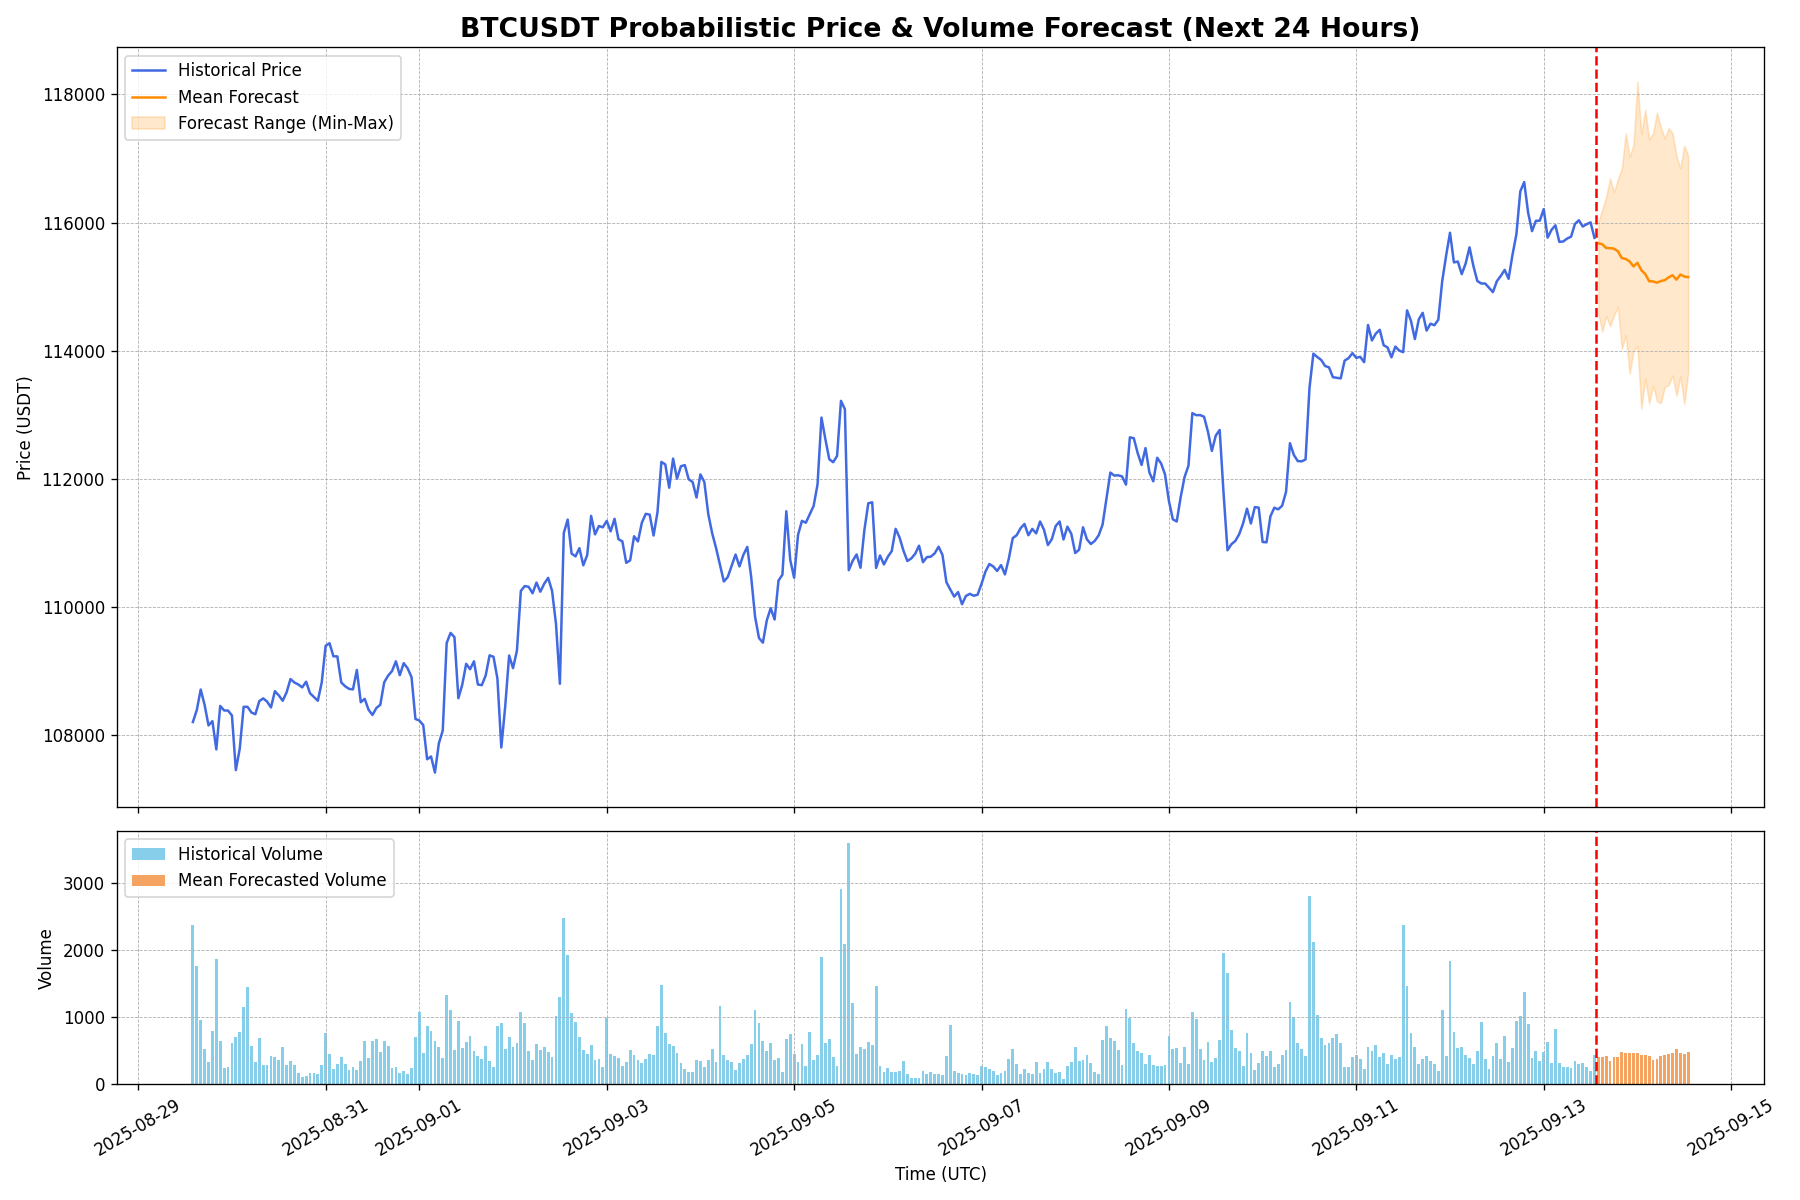 BTCUSDT Probabilistic Price & Volume Forecast (Next 24 Hours)
Historical Price
Mean Forecast
Forecast Range (Min-Max)
118000
116000
114000
112000
110000
108000
Price (USDT)
Historical Volume
Mean Forecasted Volume
3000
2000
1000
0
Volume
2025-08-29
2025-08-31
2025-09-01
2025-09-03
2025-09-05
2025-09-07
2025-09-09
2025-09-11
2025-09-13
2025-09-15
Time (UTC)